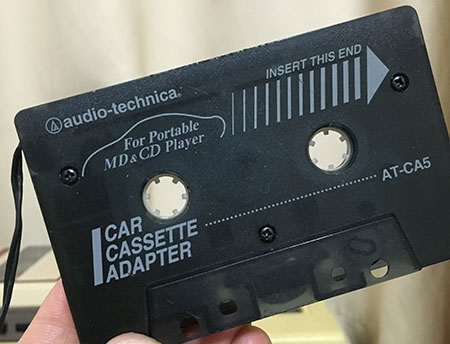 audio-technica®
INSERT THIS END
For Portable
MD & CD Player
AT-CA5
CAR
CASSETTE
ADAPTER